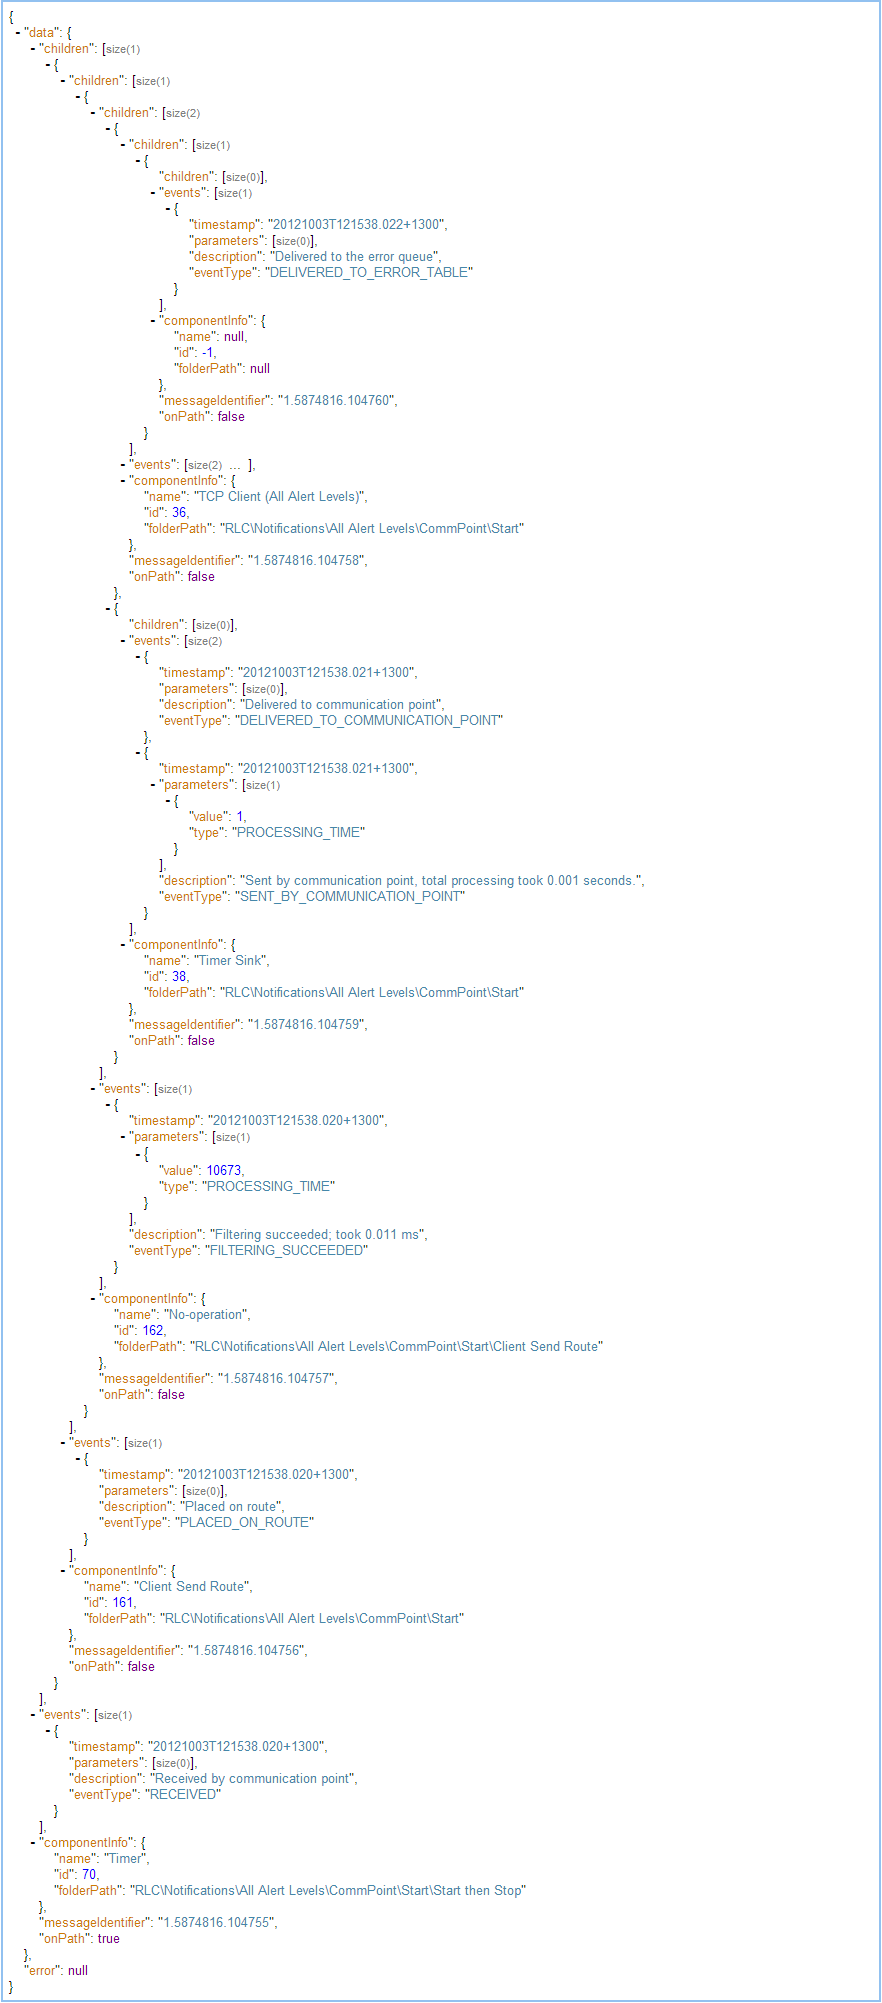 {
- "data": {
- "children": [size(1)
- {
- "children": [size(1)
- {
- "children": [size(2)
- {
- "children": [size(1)
- {
"children": [size(0)],
- "events": [size(1)
- {
"timestamp": "20121003T121538.022+1300",
"parameters": [size(0)],
"description": "Delivered to the error queue",
"eventType": "DELIVERED_TO_ERROR_TABLE"
}
],
- "componentInfo": {
"name": null,
"id": -1,
"folderPath": null
},
"messageIdentifier": "1.5874816.104760",
"onPath": false
}
],
- "events": [size(2) ... ],
- "componentInfo": {
"name": "TCP Client (All Alert Levels)",
"id": 36,
"folderPath": "RLC\Notifications\All Alert Levels\CommPoint\Start"
},
"messageIdentifier": "1.5874816.104758",
"onPath": false
},
- {
"children": [size(0)],
- "events": [size(2)
- {
"timestamp": "20121003T121538.021+1300",
"parameters": [size(0)],
"description": "Delivered to communication point",
"eventType": "DELIVERED_TO_COMMUNICATION_POINT"
},
- {
"timestamp": "20121003T121538.021+1300",
- "parameters": [size(1)
- {
"value": 1,
"type": "PROCESSING_TIME"
}
],
"description": "Sent by communication point, total processing took 0.001 seconds.",
"eventType": "SENT_BY_COMMUNICATION_POINT"
}
],
- "componentInfo": {
"name": "Timer Sink",
"id": 38,
"folderPath": "RLC\Notifications\All Alert Levels\CommPoint\Start"
},
"messageIdentifier": "1.5874816.104759",
"onPath": false
}
],
- "events": [size(1)
- {
"timestamp": "20121003T121538.020+1300",
- "parameters": [size(1)
- {
"value": 10673,
"type": "PROCESSING_TIME"
}
],
"description": "Filtering succeeded; took 0.011 ms",
"eventType": "FILTERING_SUCCEEDED"
}
],
- "componentInfo": {
"name": "No-operation",
"id": 162,
"folderPath": "RLC\Notifications\All Alert Levels\CommPoint\Start\Client Send Route"
},
"messageIdentifier": "1.5874816.104757",
"onPath": false
}
],
- "events": [size(1)
- {
"timestamp": "20121003T121538.020+1300",
"parameters": [size(0)],
"description": "Placed on route",
"eventType": "PLACED_ON_ROUTE"
}
],
- "componentInfo": {
"name": "Client Send Route",
"id": 161,
"folderPath": "RLC\Notifications\All Alert Levels\CommPoint\Start"
},
"messageIdentifier": "1.5874816.104756",
"onPath": false
}
],
- "events": [size(1)
- {
"timestamp": "20121003T121538.020+1300",
"parameters": [size(0)],
"description": "Received by communication point",
"eventType": "RECEIVED"
}
],
- "componentInfo": {
"name": "Timer",
"id": 70,
"folderPath": "RLC\Notifications\All Alert Levels\CommPoint\Start\Start then Stop"
},
"messageIdentifier": "1.5874816.104755",
"onPath": true
},
"error": null
}